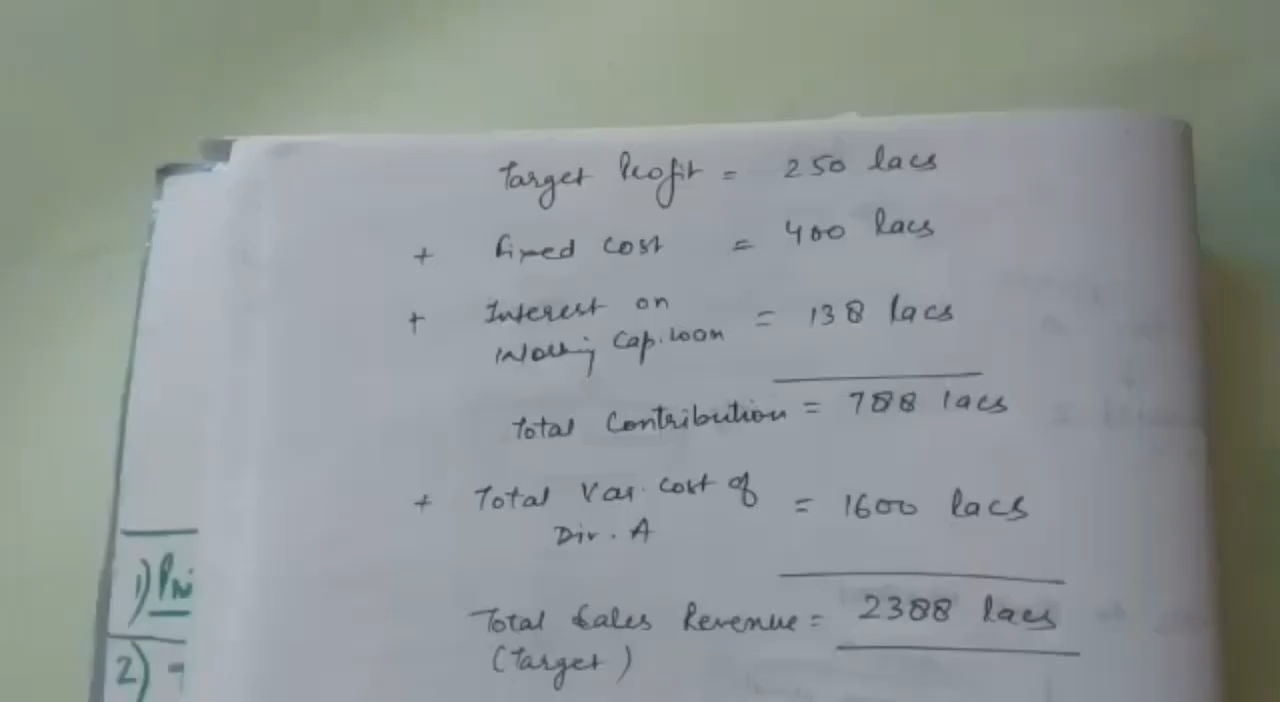 Target Profit = 250 lacs
+ Fixed cost = 400 lacs
+ Interest on
Working Cap. Loan = 138 lacs
Total Contribution = 788 lacs
+ Total Var. cost of
Div. A = 1600 lacs
Total Sales Revenue = 2388 lacs
(Target)
1)
2)